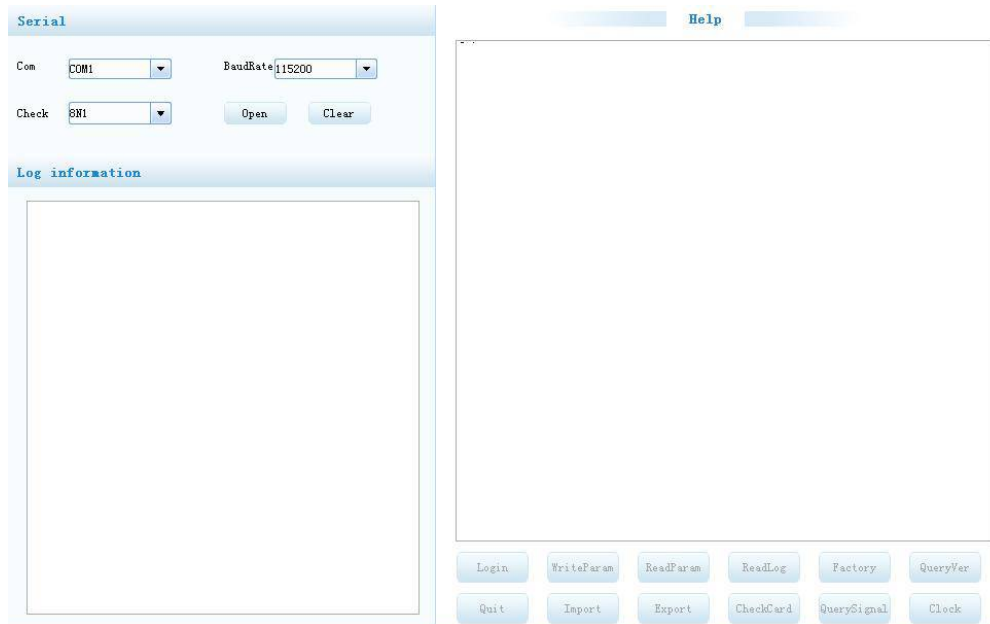 Serial
Com COM1 BaudRate 115200
Check 8N1 Open Clear
Log information
Help
Login WriteParam ReadParam ReadLog Factory QueryVer
Quit Import Export CheckCard QuerySignal Clock